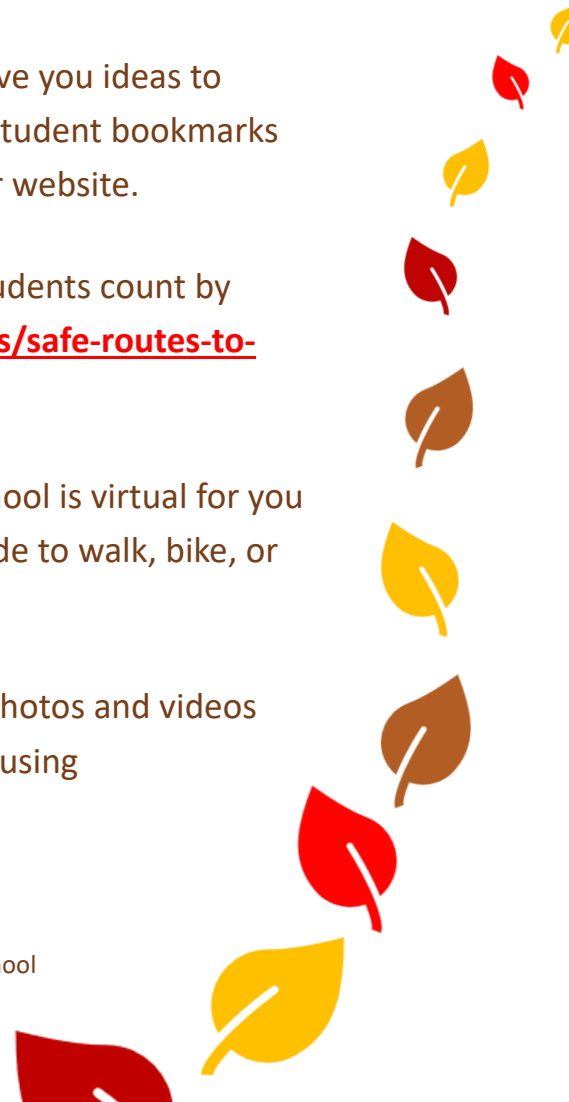 ve you ideas to
tudent bookmarks
r website.
udents count by
s/safe-routes-to-
ool is virtual for you
de to walk, bike, or
hotos and videos
using
ool